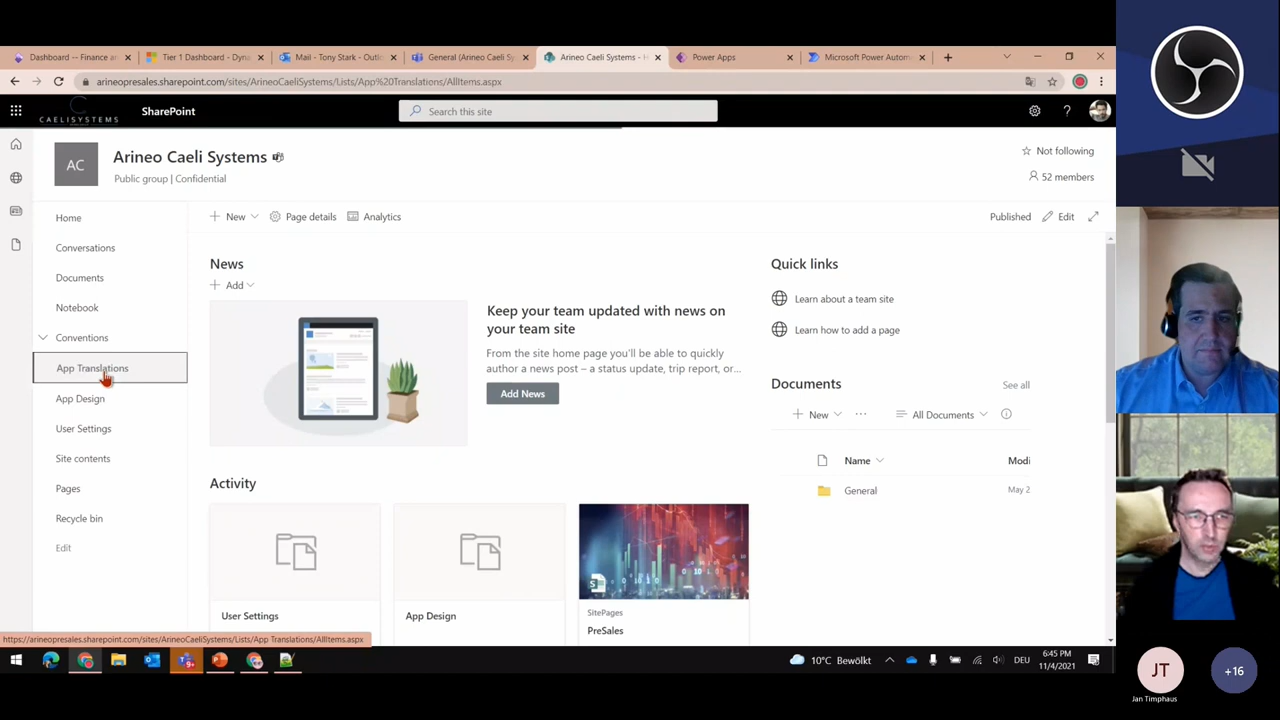 Dashboard -- Finance a
Tier 1 Dashboard - Dyna
Mail - Tony Stark - Outlo
General (Arineo Caeli Sy
Arineo Caeli Systems - H
Power Apps
Microsoft Power Autom
arineopresales.sharepoint.com/sites/ArineoCaeliSystems/Lists/App%20Translations/AllItems.aspx
CAELISYSTEMS
SharePoint
Search this site
AC
Arineo Caeli Systems
Public group | Confidential
Not following
52 members
Home
Conversations
Documents
Notebook
Conventions
App Translations
App Design
User Settings
Site contents
Pages
Recycle bin
Edit
New
Page details
Analytics
Published
Edit
News
Add
Keep your team updated with news on
your team site
From the site home page you'll be able to quickly
author a news post – a status update, trip report, or...
Add News
Quick links
Learn about a team site
Learn how to add a page
Documents
See all
New
All Documents
Name
Modi
General
May 2
Activity
User Settings
App Design
SitePages
PreSales
https://arineopresales.sharepoint.com/sites/ArineoCaeliSystems/Lists/App Translations/AllItems.aspx
10°C Bewölkt
DEU
6:45 PM
11/4/2021
JT
+16
Jan Timphaus